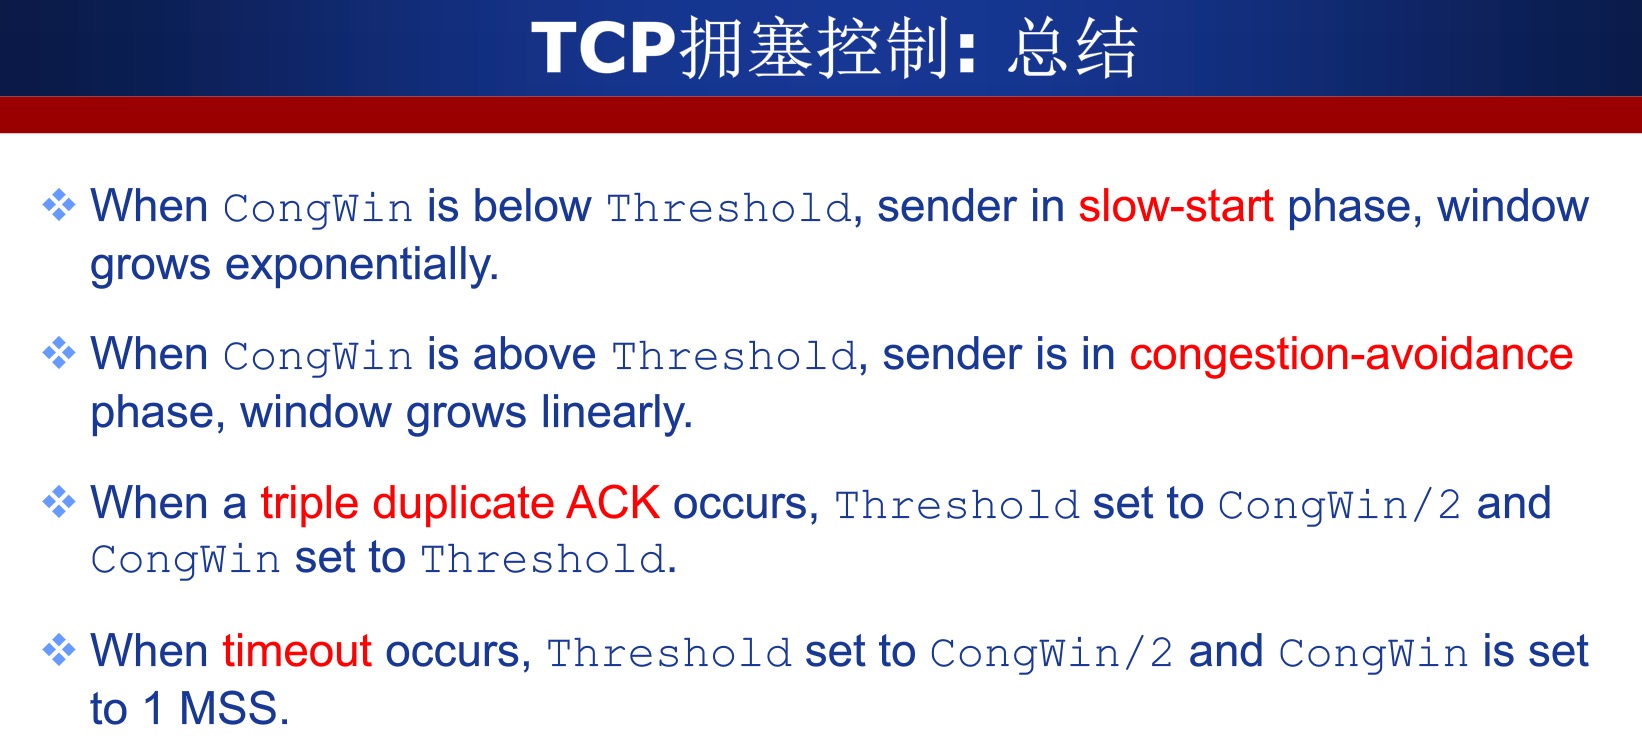 TCP拥塞控制: 总结
❖ When CongWin is below Threshold, sender in slow-start phase, window
grows exponentially.
❖ When CongWin is above Threshold, sender is in congestion-avoidance
phase, window grows linearly.
❖ When a triple duplicate ACK occurs, Threshold set to CongWin/2 and
CongWin set to Threshold.
❖ When timeout occurs, Threshold set to CongWin/2 and CongWin is set
to 1 MSS.